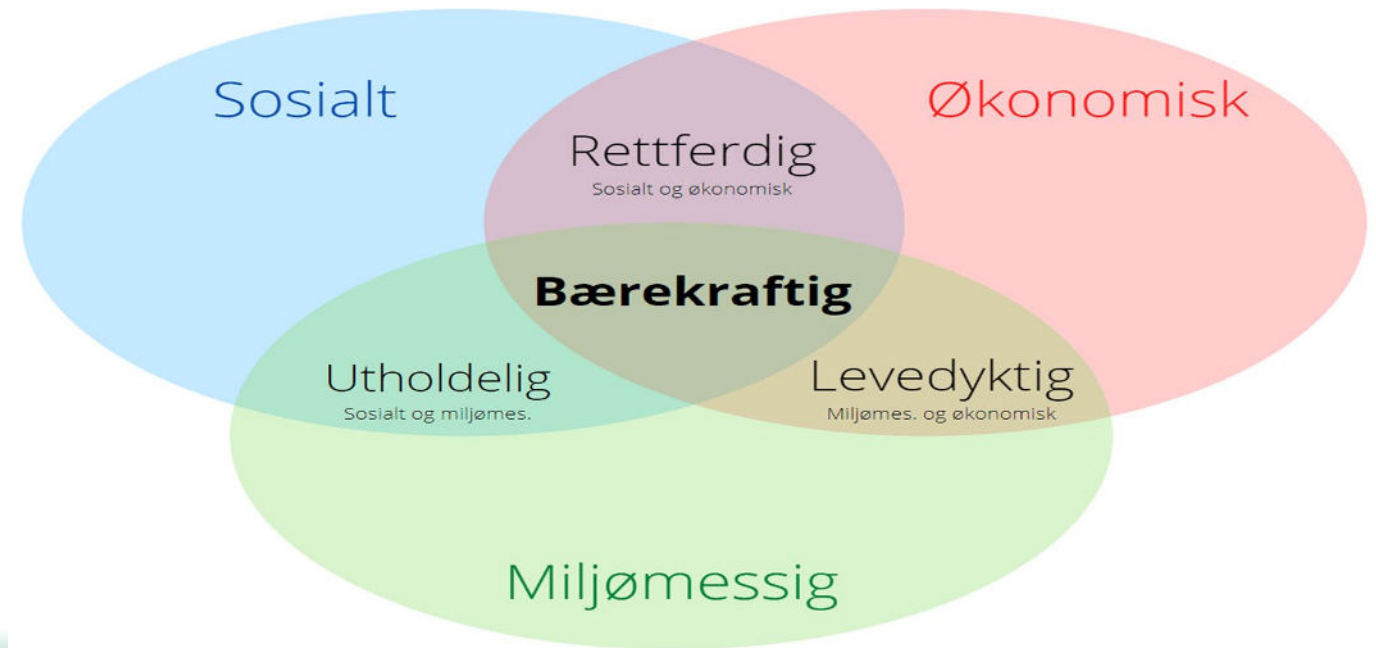 Sosialt
Økonomisk
Rettferdig
Sosialt og økonomisk
Bærekraftig
Utholdelig
Sosialt og miljømes.
Levedyktig
Miljømes. og økonomisk
Miljømessig